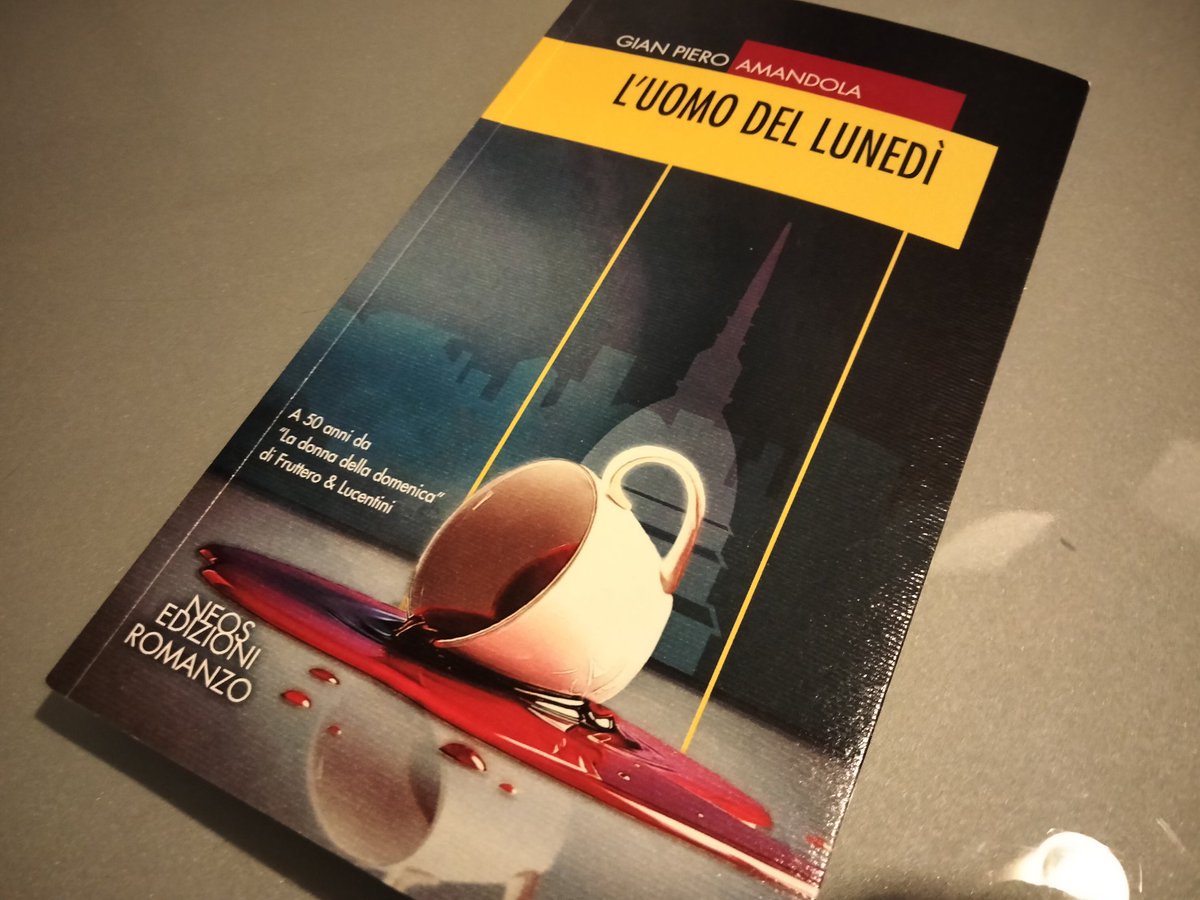 GIAN PIERO AMANDOLA
L'UOMO DEL LUNEDÌ
A 50 anni da
"La donna della domenica"
di Fruttero & Lucentini
NEOS
EDIZIONI
ROMANZO